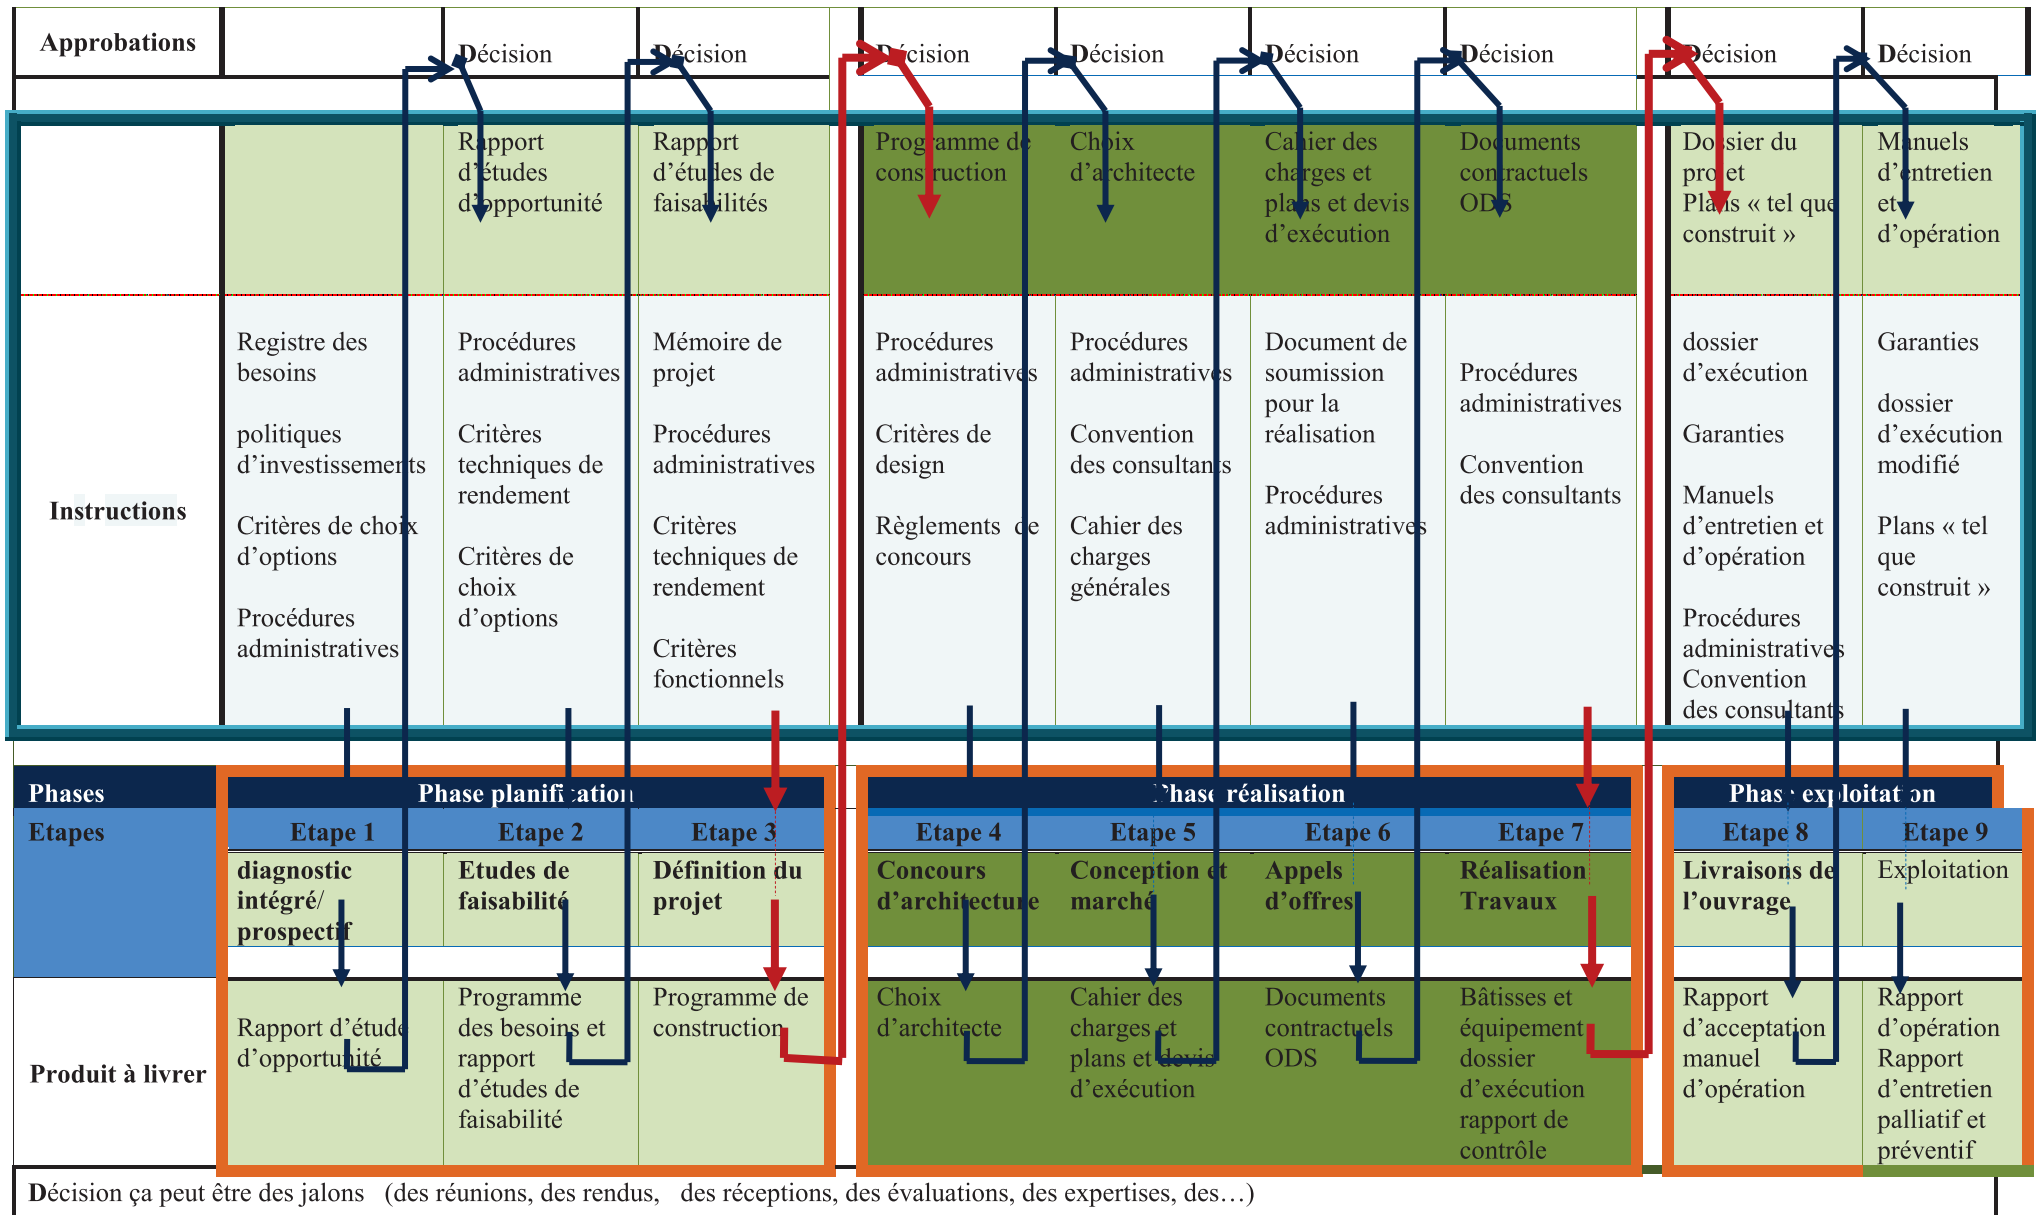 Approbations
Décision
Décision
Décision
Décision
Décision
Décision
Décision
Décision
Rapport
d’études
d’opportunité
Rapport
d’études de
faisabilités
Programme de
construction
Choix
d’architecte
Cahier des
charges et
plans et devis
d’exécution
Documents
contractuels
ODS
Dossier du
projet
Plans « tel que
construit »
Manuels
d’entretien
et
d’opération
Instructions
Registre des
besoins
politiques
d’investissements
Critères de choix
d’options
Procédures
administratives
Procédures
administratives
Critères
techniques de
rendement
Critères de
choix
d’options
Mémoire de
projet
Procédures
administratives
Critères
techniques de
rendement
Critères
fonctionnels
Procédures
administratives
Critères de
design
Règlements de
concours
Procédures
administratives
Convention
des consultants
Cahier des
charges
générales
Document de
soumission
pour la
réalisation
Procédures
administratives
Procédures
administratives
Convention
des consultants
dossier
d’exécution
Garanties
Manuels
d’entretien et
d’opération
Procédures
administratives
Convention
des consultants
Garanties
dossier
d’exécution
modifié
Plans « tel
que
construit »
Phases
Phase planification
Phase réalisation
Phase exploitation
Etapes
Etape 1
Etape 2
Etape 3
Etape 4
Etape 5
Etape 6
Etape 7
Etape 8
Etape 9
diagnostic
intégré/
prospectif
Etudes de
faisabilité
Définition du
projet
Concours
d’architecture
Conception et
marché
Appels
d’offres
Réalisation
Travaux
Livraisons de
l’ouvrage
Exploitation
Produit à livrer
Rapport d’étude
d’opportunité
Programme
des besoins et
rapport
d’études de
faisabilité
Programme de
construction
Choix
d’architecte
Cahier des
charges et
plans et devis
d’exécution
Documents
contractuels
ODS
Bâtisses et
équipement
dossier
d’exécution
rapport de
contrôle
Rapport
d’acceptation
manuel
d’opération
Rapport
d’opération
Rapport
d’entretien
palliatif et
préventif
Décision ça peut être des jalons (des réunions, des rendus, des réceptions, des évaluations, des expertises, des…)